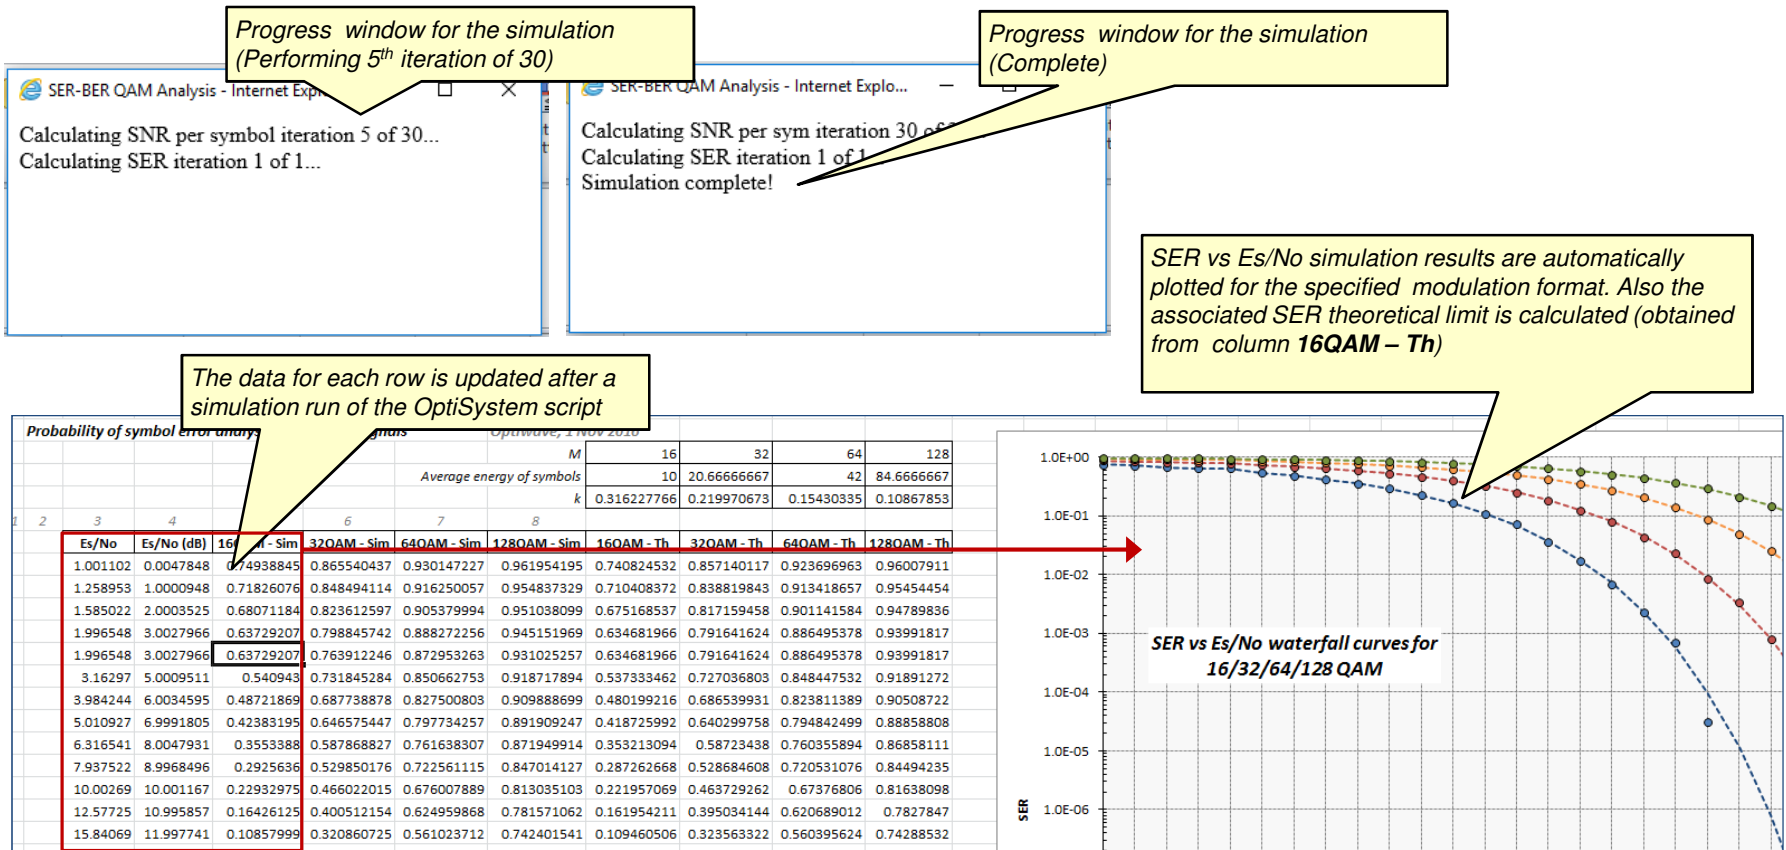 Progress window for the simulation
(Performing 5th iteration of 30)
Progress window for the simulation
(Complete)
SER-BER QAM Analysis - Internet
SER-BER QAM Analysis - Internet Explo...
Calculating SNR per symbol iteration 5 of 30...
Calculating SER iteration 1 of 1...
Calculating SNR per sym iteration 30
Calculating SER iteration 1 of 1
Simulation complete!
SER vs Es/No simulation results are automatically
plotted for the specified modulation format. Also the
associated SER theoretical limit is calculated (obtained
from column 16QAM – Th)
The data for each row is updated after a
simulation run of the OptiSystem script
Probability of symbol error
M 16 32 64 128
Average energy of symbols 10 20.66666667 42 84.6666667
k 0.316227766 0.219970673 0.15430335 0.10867853
1 2 3 4 6 7 8
Es/No Es/No (dB) - Sim 32QAM - Sim 64QAM - Sim 128QAM - Sim 16QAM - Th 32QAM - Th 64QAM - Th 128QAM - Th
1.001102 0.0047848 0.74938845 0.865540437 0.930147227 0.961954195 0.740824532 0.857140117 0.923696963 0.96007911
1.258953 1.0000948 0.71826076 0.848494114 0.916250057 0.954837329 0.710408372 0.838819843 0.913418657 0.95454454
1.585022 2.0003525 0.68071184 0.823612597 0.905379994 0.951038099 0.675168537 0.817159458 0.901141584 0.94789836
1.996548 3.0027966 0.63729207 0.798845742 0.888272256 0.945151969 0.634681966 0.791641624 0.886495378 0.93991817
1.996548 3.0027966 0.63729207 0.763912246 0.872953263 0.931025257 0.634681966 0.791641624 0.886495378 0.93991817
3.16297 5.0009511 0.540943 0.731845284 0.850662753 0.918717894 0.537333462 0.727036803 0.848447532 0.91891272
3.984244 6.0034595 0.48721869 0.687738878 0.827500803 0.909888699 0.480199216 0.686539931 0.823811389 0.90508722
5.010927 6.9991805 0.42383195 0.646575447 0.797734257 0.891909247 0.418725992 0.640299758 0.794842499 0.88858808
6.316541 8.0047931 0.3553388 0.587868827 0.761638307 0.871949914 0.353213094 0.58723438 0.760355894 0.86858111
7.937522 8.9968496 0.2925636 0.529850176 0.722561115 0.847014127 0.287262668 0.528684608 0.720531076 0.84494235
10.00269 10.001167 0.22932975 0.466022015 0.676007889 0.813035103 0.221957069 0.463729262 0.67376806 0.81638098
12.57725 10.995857 0.16426125 0.400512154 0.624959868 0.781571062 0.161954211 0.395034144 0.620689012 0.7827847
15.84069 11.997741 0.10857999 0.320860725 0.561023712 0.742401541 0.109460506 0.323563322 0.560395624 0.74288532
1.0E+00
1.0E-01
1.0E-02
1.0E-03
1.0E-04
1.0E-05
1.0E-06
SER
SER vs Es/No waterfall curves for
16/32/64/128 QAM